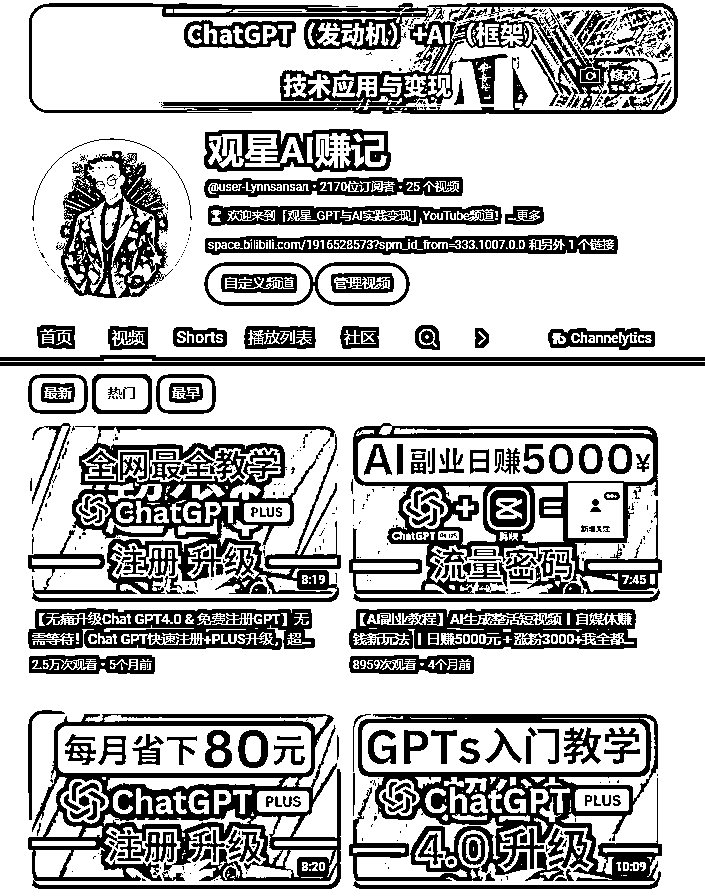 ChatGPT（发动机）+AI（框架）
技术应用与变现
修改
观星AI赚记
@user-Lynnsansan · 2170位订阅者 · 25 个视频
欢迎来到「观星_GPT与AI实践变现」YouTube频道！ ...更多
space.bilibili.com/1916528573?spm_id_from=333.1007.0.0 和另外 1 个链接
自定义频道 管理视频
首页 视频 Shorts 播放列表 社区 Channelytics
最新 热门 最早
全网最全教学
ChatGPT PLUS
注册 升级
8:19
AI副业日赚5000¥
ChatGPT PLUS
新增关注
流量密码
7:45
【无痛升级Chat GPT4.0 & 免费注册GPT】无
需等待！Chat GPT快速注册+PLUS升级，超...
2.5万次观看 · 5个月前
【AI副业教程】AI生成整活短视频丨自媒体赚
钱新玩法丨日赚5000元 + 涨粉3000+我全都...
8959次观看 · 4个月前
每月省下80元
ChatGPT PLUS
注册 升级
8:20
GPTs入门教学
ChatGPT PLUS
4.0 升级
10:09